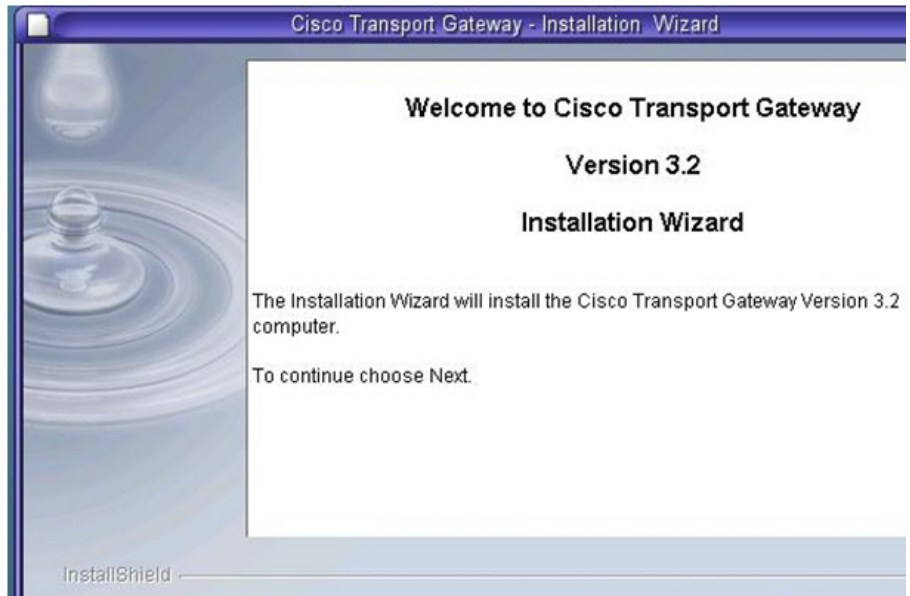 Cisco Transport Gateway - Installation Wizard
Welcome to Cisco Transport Gateway
Version 3.2
Installation Wizard
The Installation Wizard will install the Cisco Transport Gateway Version 3.2
computer.
To continue choose Next.
InstallShield